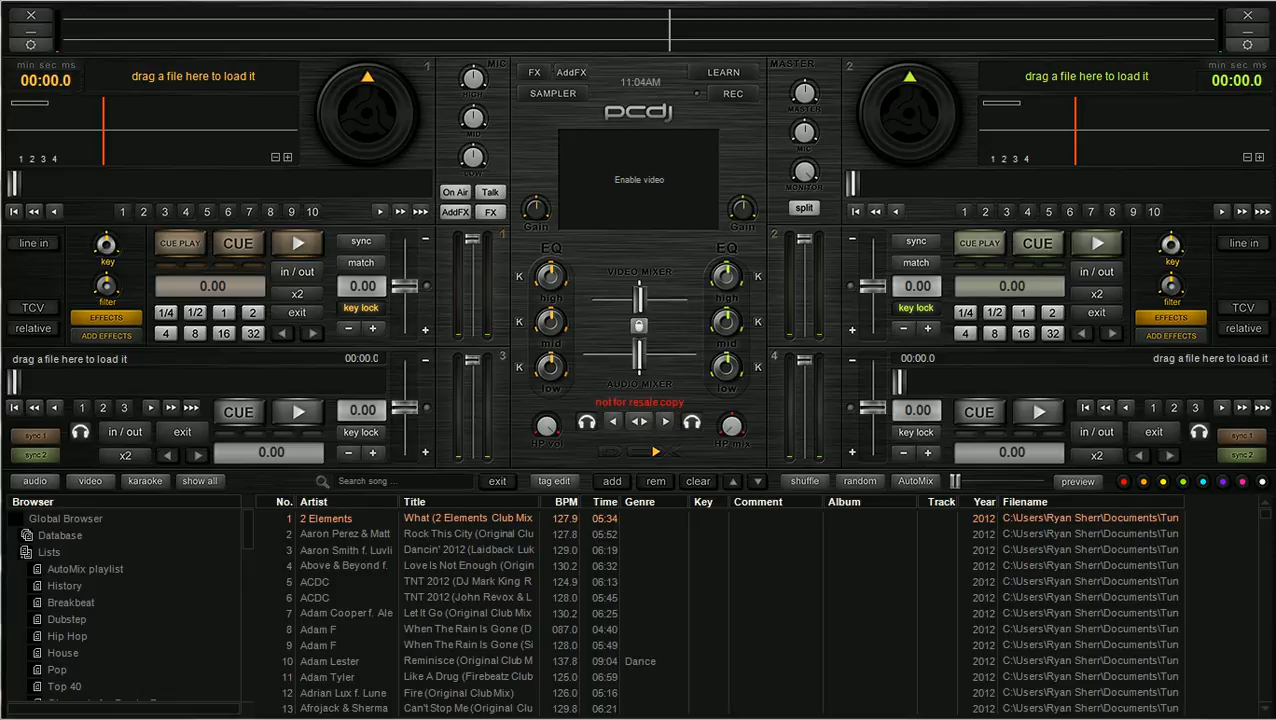 min sec ms
00:00.0
drag a file here to load it
1
MIC
FX
AddFX
11:04AM
LEARN
MASTER
2
drag a file here to load it
min sec ms
00:00.0
SAMPLER
REC
pcdj
HIGH
MID
LOW
MASTER
MIC
MONITOR
1 2 3 4
1 2 3 4
Enable video
On Air
Talk
AddFX
FX
split
Gain
Gain
1 2 3 4 5 6 7 8 9 10
1 2 3 4 5 6 7 8 9 10
line in
key
CUE PLAY
CUE
sync
1
EQ
EQ
2
sync
CUE PLAY
CUE
key
line in
match
match
in / out
VIDEO MIXER
in / out
K
K
filter
0.00
x2
0.00
high
high
0.00
0.00
x2
filter
TCV
EFFECTS
1/4 1/2 1 2
exit
key lock
key lock
1/4 1/2 1 2
exit
EFFECTS
TCV
relative
ADD EFFECTS
4 8 16 32
K
mid
mid
K
4 8 16 32
ADD EFFECTS
relative
drag a file here to load it
00:00.0
3
4
00:00.0
drag a file here to load it
K
low
low
K
AUDIO MIXER
not for resale copy
1 2 3
CUE
0.00
0.00
CUE
1 2 3
sync 1
in / out
exit
key lock
HP vol
HP mix
key lock
in / out
exit
sync 1
sync 2
x2
0.00
0.00
x2
sync 2
audio
video
karaoke
show all
Search song ...
exit
tag edit
add
rem
clear
shuffle
random
AutoMix
preview
Browser
No. Artist Title BPM Time Genre Key Comment Album Track Year Filename
Global Browser
Database
Lists
AutoMix playlist
History
Breakbeat
Dubstep
Hip Hop
House
Pop
Top 40
1 2 Elements What (2 Elements Club Mix 127.9 05:34 2012 C:\Users\Ryan Sherr\Documents\Tun
2 Aaron Perez & Matt Rock This City (Original Clu 127.8 05:52 2012 C:\Users\Ryan Sherr\Documents\Tun
3 Aaron Smith f. Luvli Dancin' 2012 (Laidback Luk 129.0 06:19 2012 C:\Users\Ryan Sherr\Documents\Tun
4 Above & Beyond f. Love Is Not Enough (Origin 130.2 06:32 2012 C:\Users\Ryan Sherr\Documents\Tun
5 ACDC TNT 2012 (DJ Mark King R 124.9 06:13 2012 C:\Users\Ryan Sherr\Documents\Tun
6 ACDC TNT 2012 (John Revox & L 128.0 05:45 2012 C:\Users\Ryan Sherr\Documents\Tun
7 Adam Cooper f. Ale Let It Go (Original Club Mix 130.2 06:25 2012 C:\Users\Ryan Sherr\Documents\Tun
8 Adam F When The Rain Is Gone (D 087.0 04:40 2012 C:\Users\Ryan Sherr\Documents\Tun
9 Adam F When The Rain Is Gone (Si 128.0 05:49 2012 C:\Users\Ryan Sherr\Documents\Tun
10 Adam Lester Reminisce (Original Club M 137.8 09:04 Dance 2012 C:\Users\Ryan Sherr\Documents\Tun
11 Adam Tyler Like A Drug (Firebeatz Club 125.0 06:59 2012 C:\Users\Ryan Sherr\Documents\Tun
12 Adrian Lux f. Lune Fire (Original Club Mix) 126.0 05:16 2012 C:\Users\Ryan Sherr\Documents\Tun
13 Afrojack & Sherma Can't Stop Me (Original Club 129.8 06:21 2012 C:\Users\Ryan Sherr\Documents\Tun